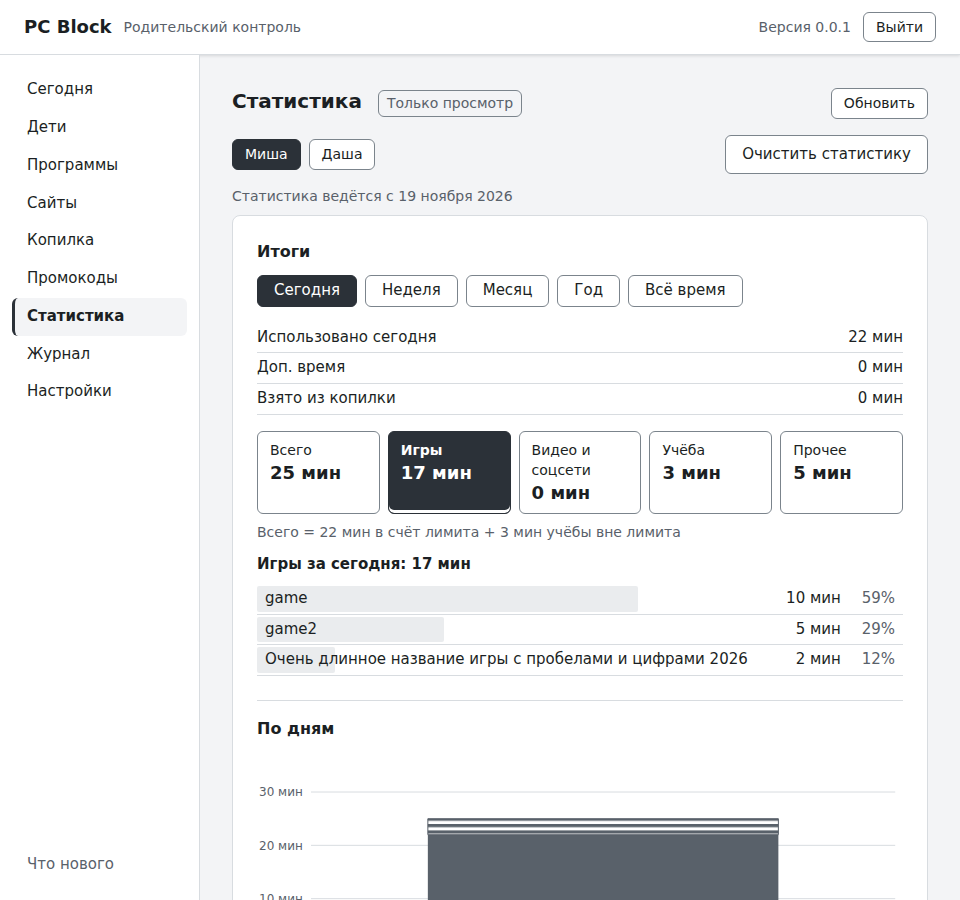 PC Block Родительский контроль Версия 0.0.1 Выйти
Сегодня
Дети
Программы
Сайты
Копилка
Промокоды
Статистика
Журнал
Настройки
Что нового
Статистика Только просмотр Обновить
Миша Даша Очистить статистику
Статистика ведётся с 19 ноября 2026
Итоги
Сегодня Неделя Месяц Год Всё время
Использовано сегодня 22 мин
Доп. время 0 мин
Взято из копилки 0 мин
Всего
25 мин
Игры
17 мин
Видео и
соцсети
0 мин
Учёба
3 мин
Прочее
5 мин
Всего = 22 мин в счёт лимита + 3 мин учёбы вне лимита
Игры за сегодня: 17 мин
game 10 мин 59%
game2 5 мин 29%
Очень длинное название игры с пробелами и цифрами 2026 2 мин 12%
По дням
30 мин
20 мин
10 мин